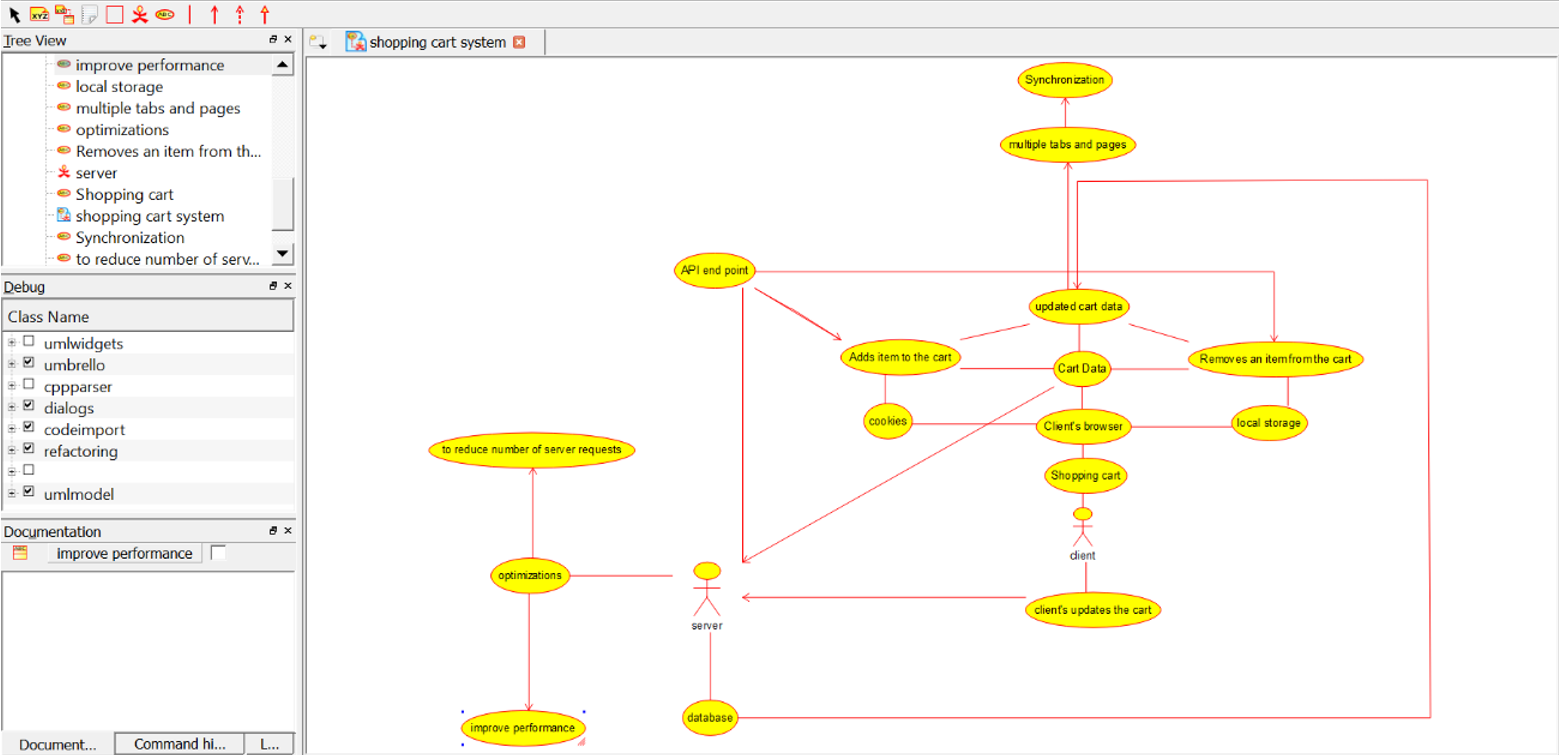 XYZ
ABC
Tree View
shopping cart system
improve performance
local storage
multiple tabs and pages
optimizations
Removes an item from th...
server
Shopping cart
shopping cart system
Synchronization
to reduce number of serv...
Debug
Class Name
umlwidgets
umbrello
cppparser
dialogs
codeimport
refactoring
umlmodel
Documentation
improve performance
Document...
Command hi...
L...
Synchronization
multiple tabs and pages
API end point
updated cart data
Adds item to the cart
Cart Data
Removes an item from the cart
cookies
Client's browser
local storage
to reduce number of server requests
Shopping cart
client
optimizations
server
client's updates the cart
database
improve performance